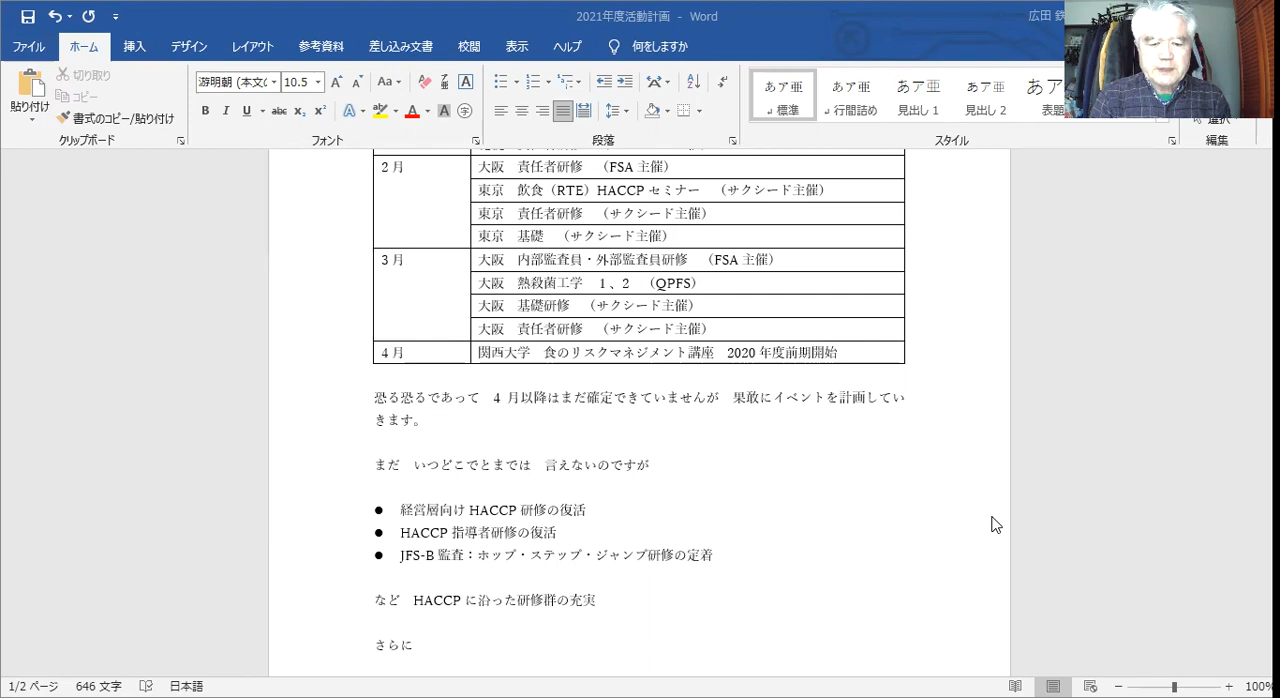 2021年度活動計画 - Word
広田 鉄
ファイル ホーム 挿入 デザイン レイアウト 参考資料 差し込み文書 校閲 表示 ヘルプ 何をしますか
貼り付け
切り取り
コピー
書式のコピー/貼り付け
クリップボード
游明朝 (本文( 10.5
フォント
段落
あア亜 標準
あア亜 行間詰め
あア亜 見出し 1
あア亜 見出し 2
あア 表題
スタイル
選択
編集
2月 大阪 責任者研修 (FSA 主催)
東京 飲食(RTE)HACCP セミナー (サクシード主催)
東京 責任者研修 (サクシード主催)
東京 基礎 (サクシード主催)
3月 大阪 内部監査員・外部監査員研修 (FSA 主催)
大阪 熱殺菌工学 1、2 (QPFS)
大阪 基礎研修 (サクシード主催)
大阪 責任者研修 (サクシード主催)
4月 関西大学 食のリスクマネジメント講座 2020 年度前期開始
恐る恐るであって 4 月以降はまだ確定できていませんが 果敢にイベントを計画してい
きます。
まだ いつどこでとまでは 言えないのですが
● 経営層向け HACCP 研修の復活
● HACCP 指導者研修の復活
● JFS-B 監査:ホップ・ステップ・ジャンプ研修の定着
など HACCP に沿った研修群の充実
さらに
1/2 ページ 646 文字 日本語 100%